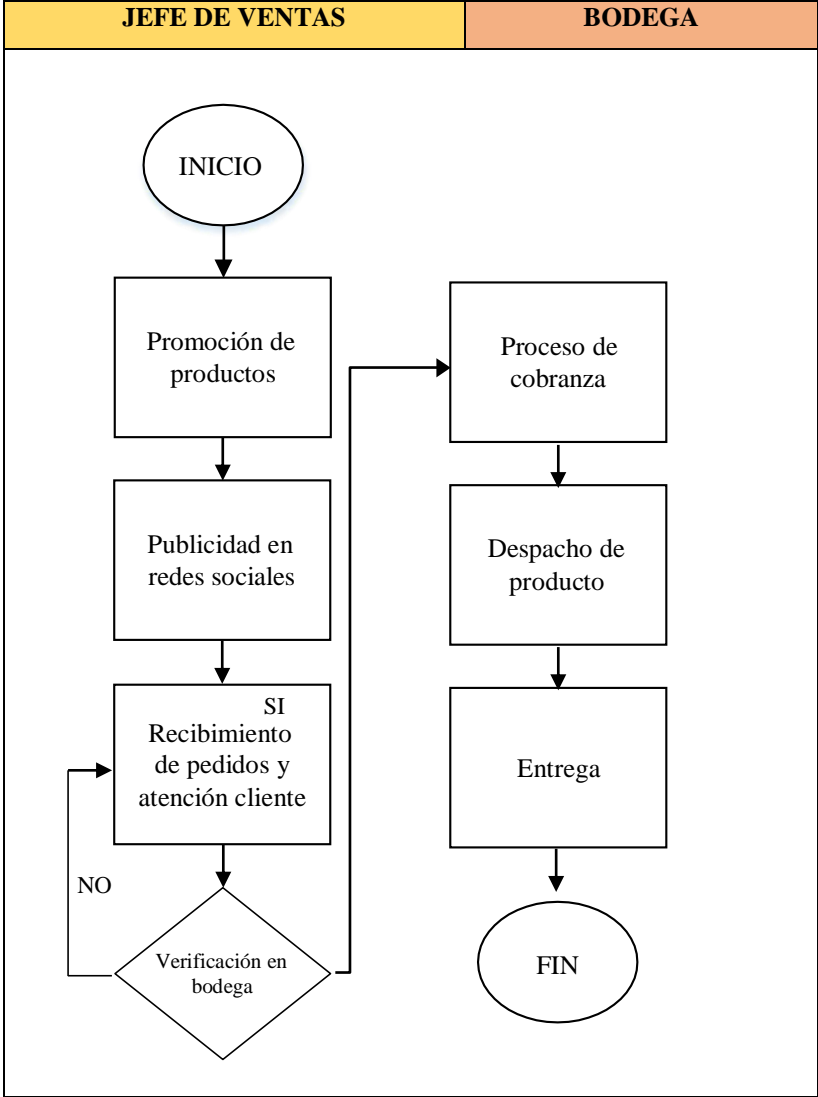 JEFE DE VENTAS
BODEGA
INICIO
Promoción de
productos
Publicidad en
redes sociales
SI
Recibimiento
de pedidos y
atención cliente
NO
Verificación en
bodega
Proceso de
cobranza
Despacho de
producto
Entrega
FIN